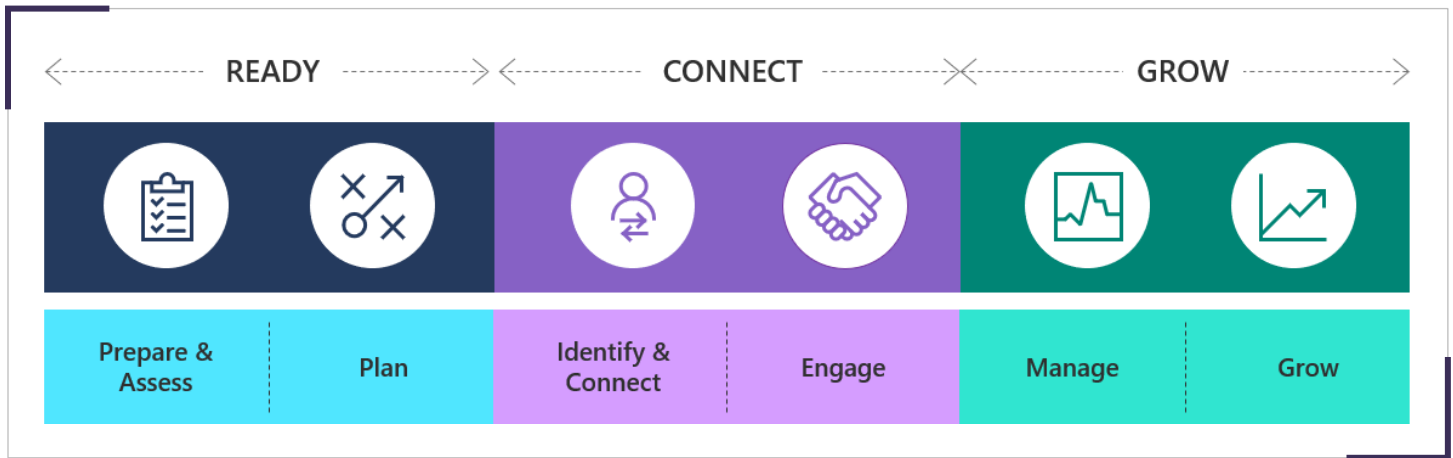 READY
CONNECT
GROW
Prepare &
Assess
Plan
Identify &
Connect
Engage
Manage
Grow